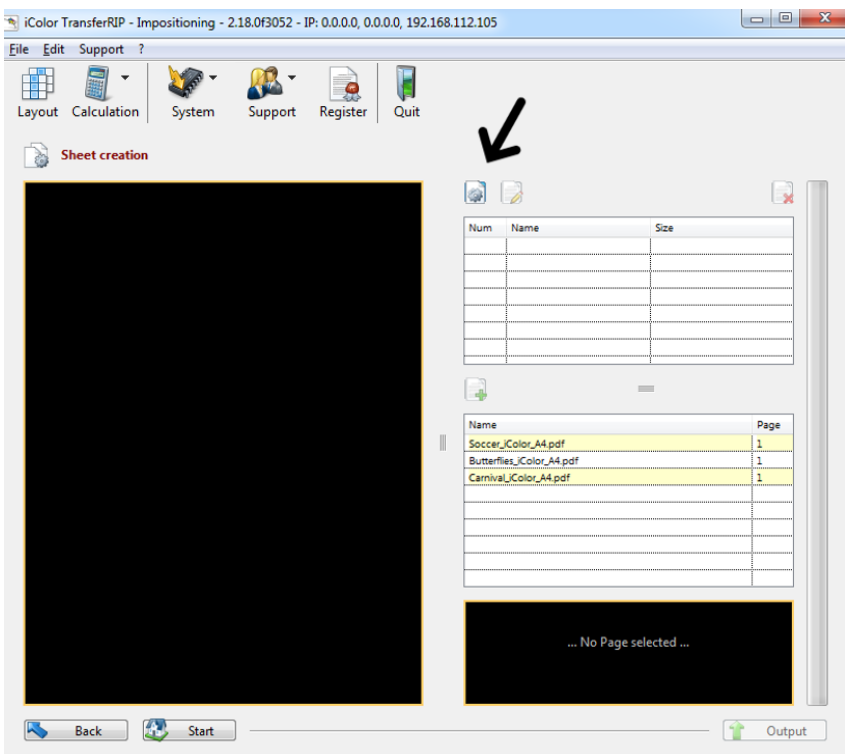 iColor TransferRIP - Impositioning - 2.18.0f3052 - IP: 0.0.0.0, 0.0.0.0, 192.168.112.105
File Edit Support ?
Layout Calculation System Support Register Quit
Sheet creation
Num Name Size
Name Page
Soccer_iColor_A4.pdf 1
Butterflies_iColor_A4.pdf 1
Carnival_iColor_A4.pdf 1
... No Page selected ...
Back Start Output